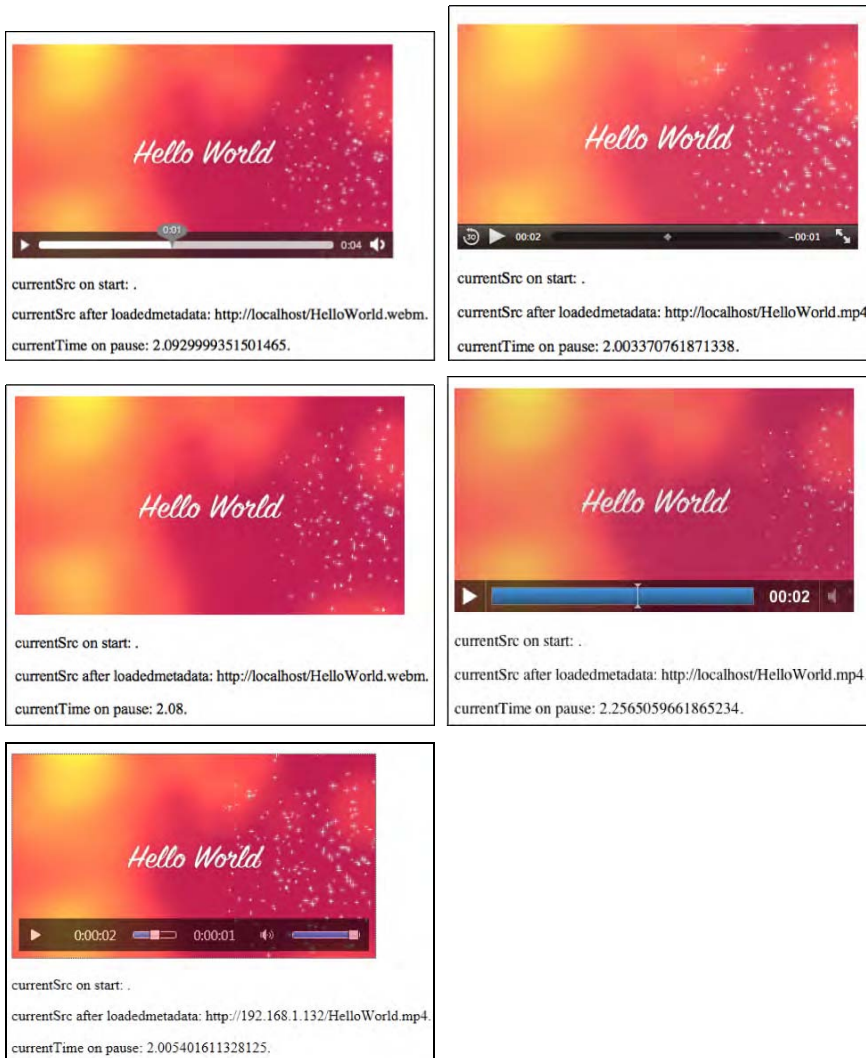 Hello World
0:01
0:04
currentSrc on start: .
currentSrc after loadedmetadata: http://localhost/HelloWorld.webm.
currentTime on pause: 2.0929999351501465.
Hello World
30
00:02
-00:01
currentSrc on start: .
currentSrc after loadedmetadata: http://localhost/HelloWorld.mp4
currentTime on pause: 2.003370761871338.
Hello World
currentSrc on start: .
currentSrc after loadedmetadata: http://localhost/HelloWorld.webm.
currentTime on pause: 2.08.
Hello World
00:02
currentSrc on start: .
currentSrc after loadedmetadata: http://localhost/HelloWorld.mp4
currentTime on pause: 2.2565059661865234.
Hello World
0:00:02
0:00:01
currentSrc on start: .
currentSrc after loadedmetadata: http://192.168.1.132/HelloWorld.mp4.
currentTime on pause: 2.005401611328125.